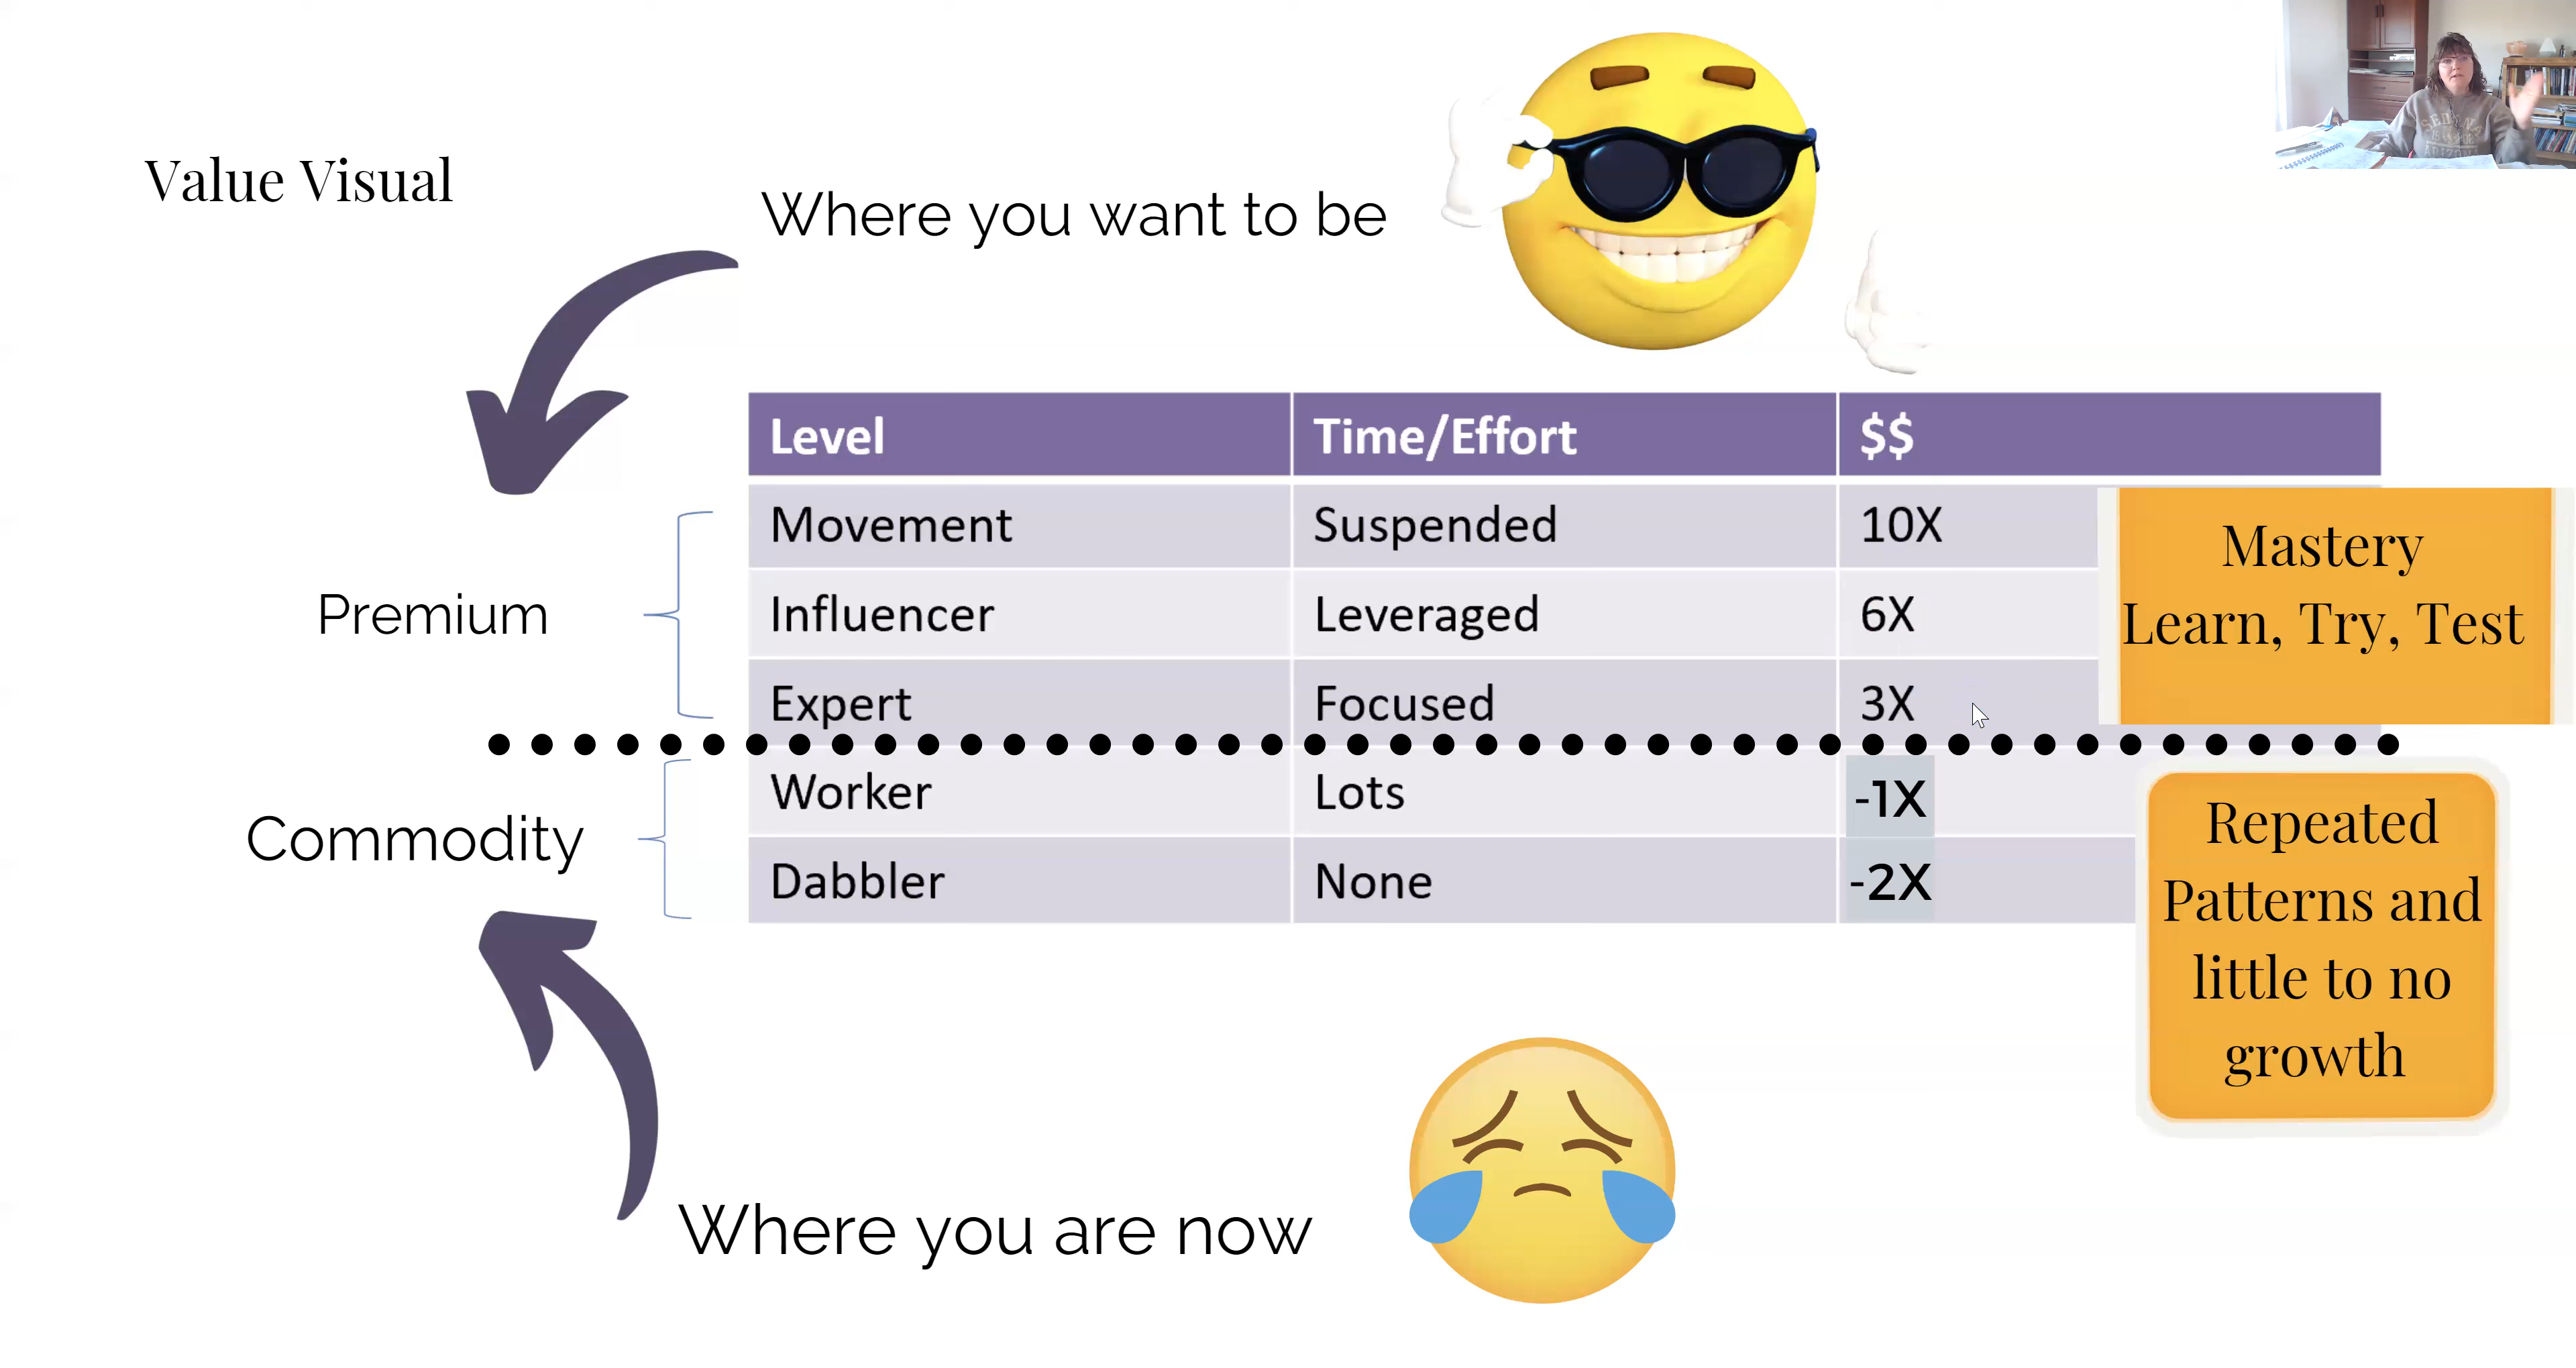 Value Visual
Where you want to be
Level Time/Effort $$
Movement Suspended 10X
Influencer Leveraged 6X
Expert Focused 3X
Worker Lots -1X
Dabbler None -2X
Premium
Commodity
Mastery
Learn, Try, Test
Repeated
Patterns and
little to no
growth
Where you are now